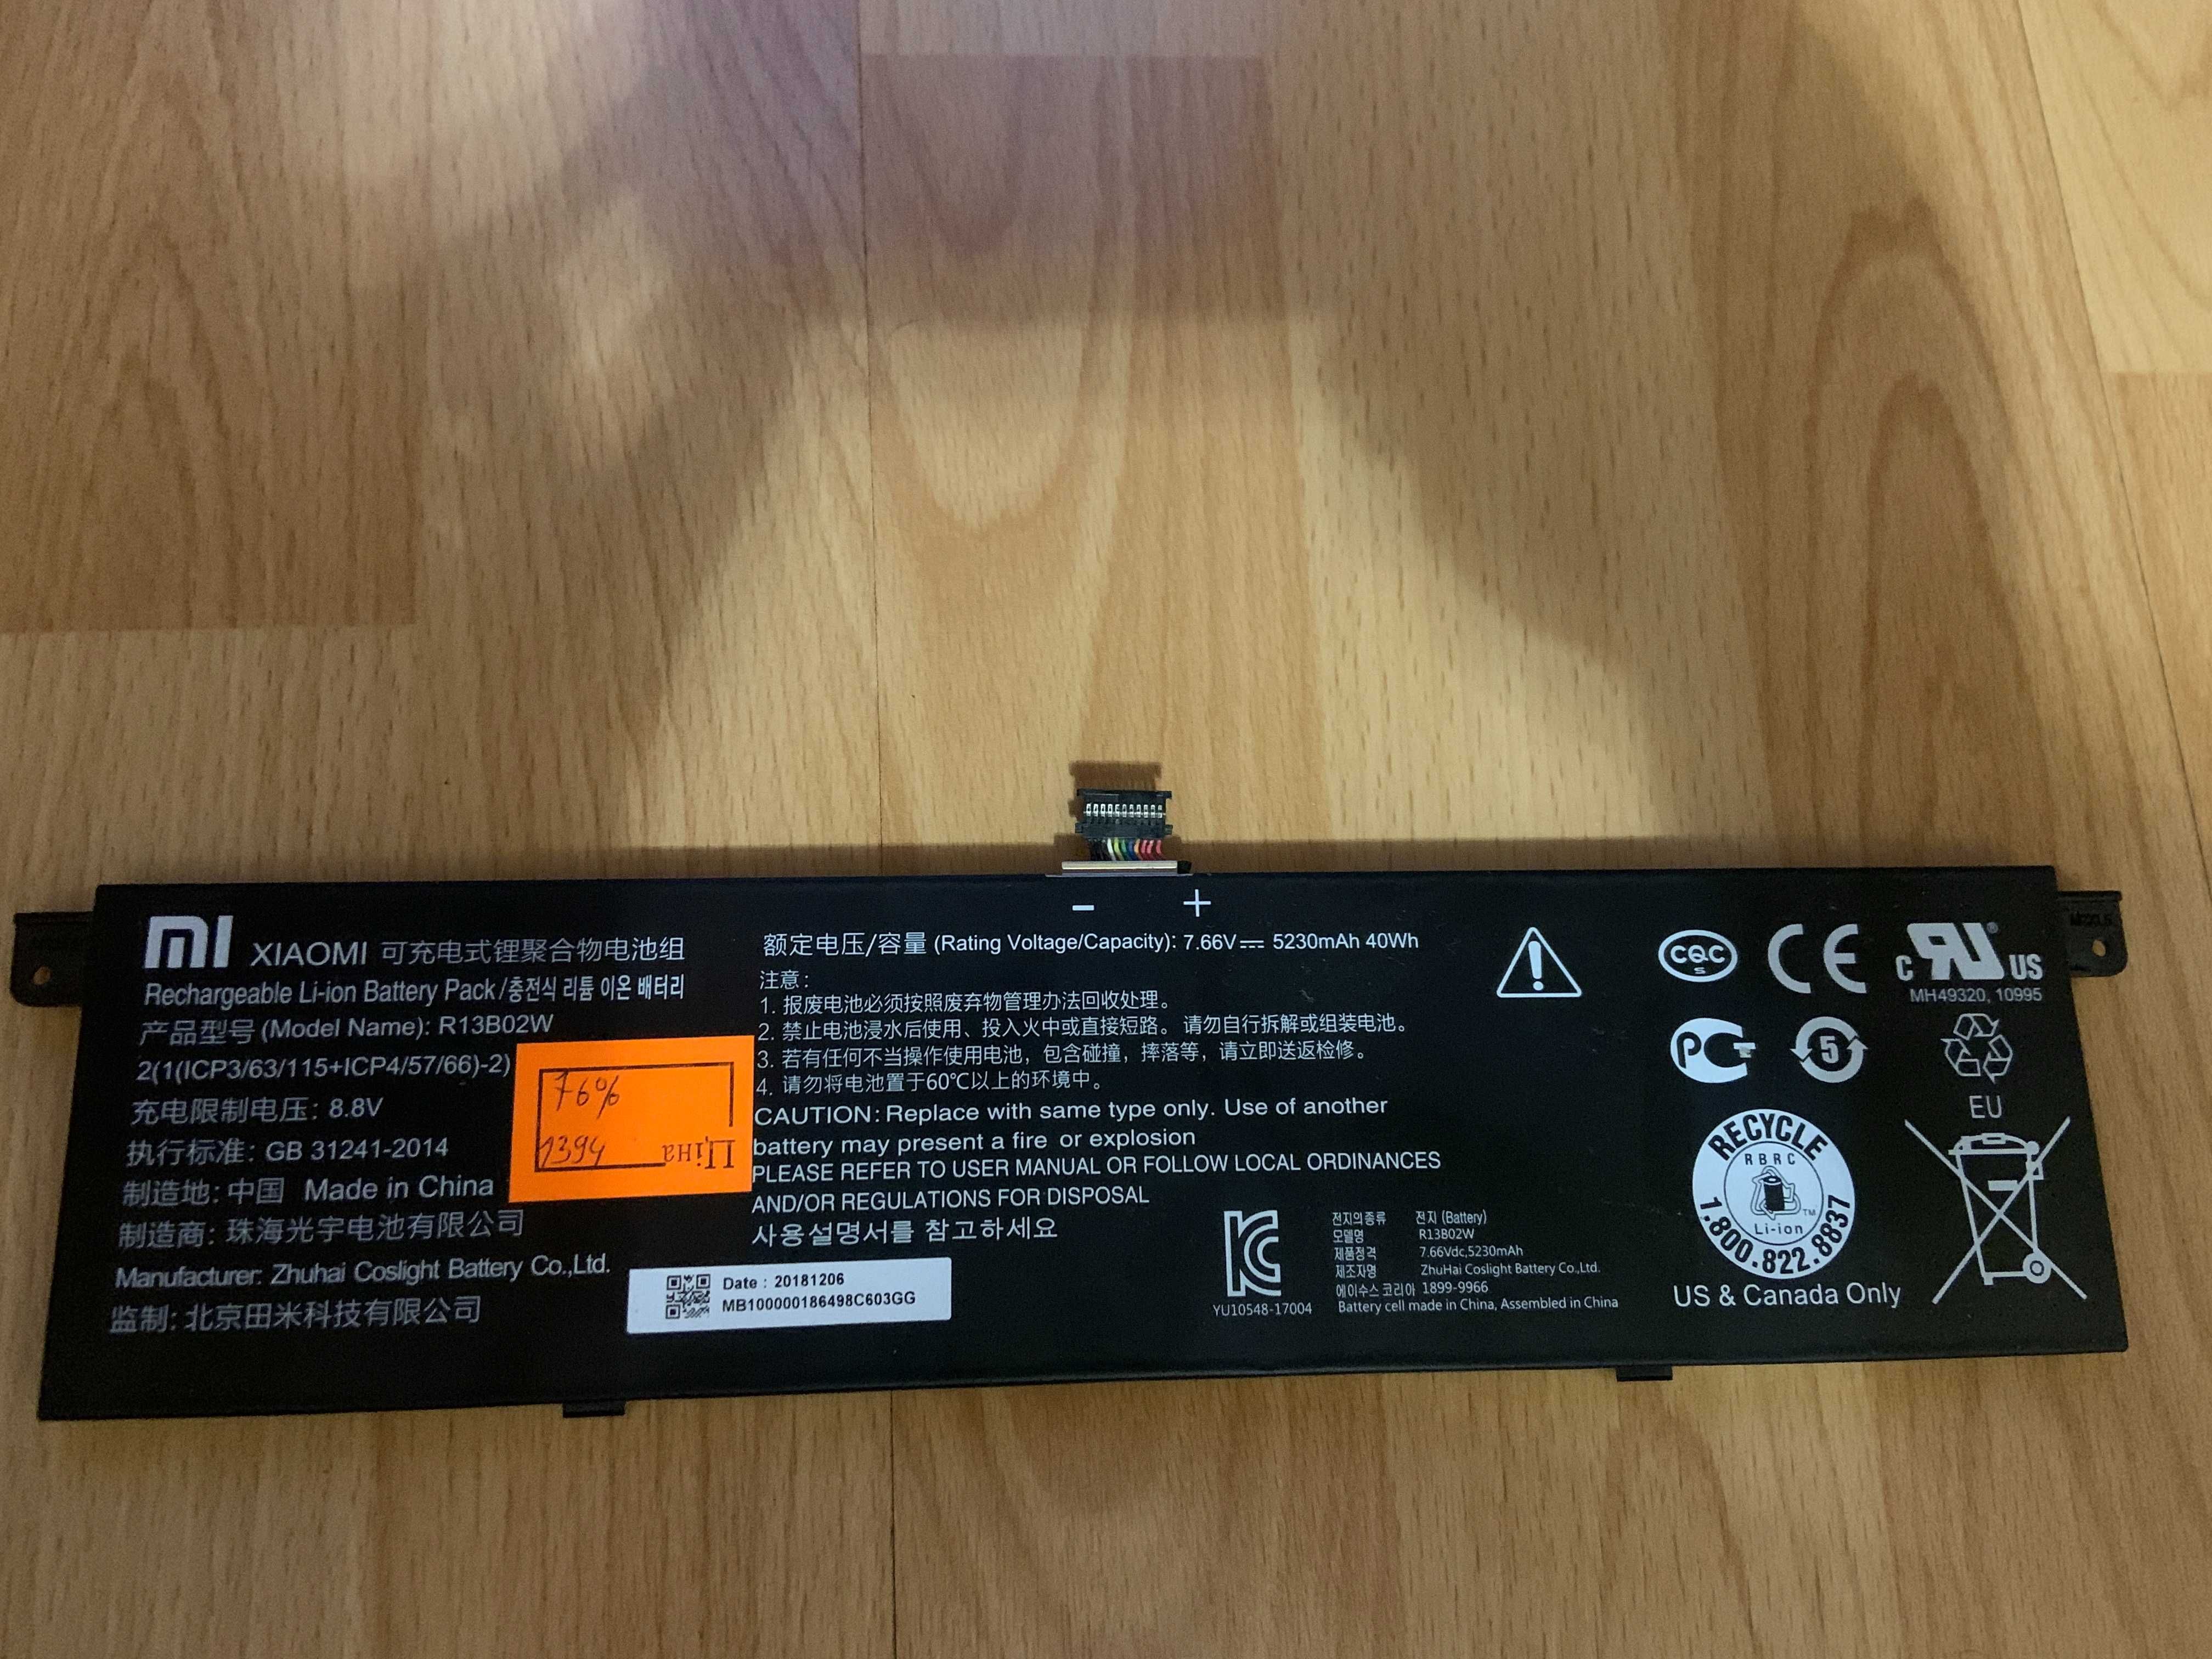 mi XIAOMI 可充电式锂聚合物电池组
Rechargeable Li-ion Battery Pack/충전식 리튬 이온 배터리
产品型号 (Model Name): R13B02W
2(1(ICP3/63/115+ICP4/57/66)-2)
充电限制电压: 8.8V
执行标准: GB 31241-2014
制造地: 中国 Made in China
制造商: 珠海光宇电池有限公司
Manufacturer: Zhuhai Coslight Battery Co.,Ltd.
监制: 北京田米科技有限公司
76%
1394
Ціна
Date : 20181206
MB100000186498C603GG
− +
额定电压/容量 (Rating Voltage/Capacity): 7.66V⎓ 5230mAh 40Wh
注意:
1. 报废电池必须按照废弃物管理办法回收处理。
2. 禁止电池浸水后使用、投入火中或直接短路。请勿自行拆解或组装电池。
3. 若有任何不当操作使用电池，包含碰撞，摔落等，请立即送返检修。
4. 请勿将电池置于60℃以上的环境中。
CAUTION: Replace with same type only. Use of another
battery may present a fire or explosion
PLEASE REFER TO USER MANUAL OR FOLLOW LOCAL ORDINANCES
AND/OR REGULATIONS FOR DISPOSAL
사용설명서를 참고하세요
YU10548-17004
전지의종류 전지 (Battery)
모델명 R13B02W
제품정격 7.66Vdc,5230mAh
제조자명 ZhuHai Coslight Battery Co.,Ltd.
에이수스 코리아 1899-9966
Battery cell made in China, Assembled in China
CQC
S
CE
c RU® US
MH49320, 10995
PC
5
EU
RECYCLE
RBRC
Li-ion
TM
1.800.822.8837
US & Canada Only